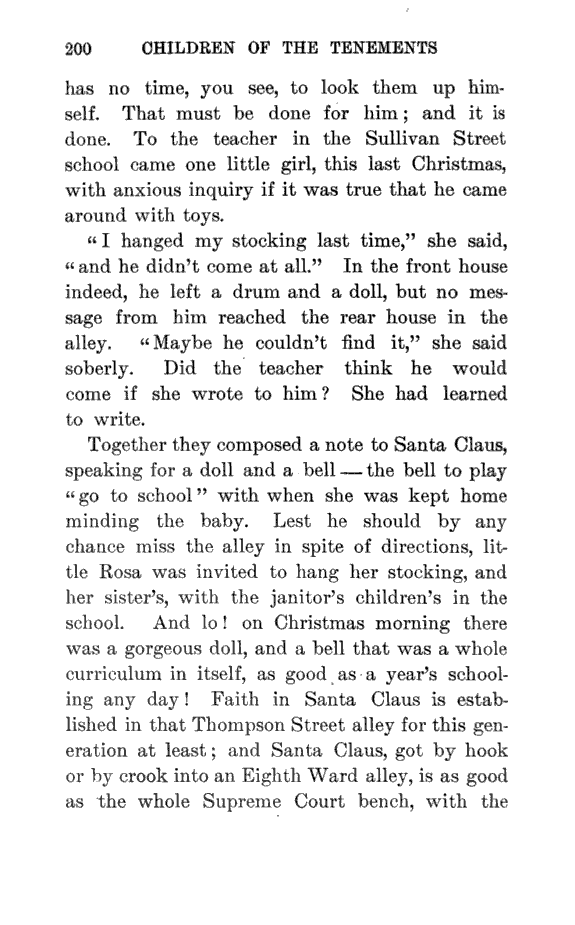 200 CHILDREN OF THE TENEMENTS
has no time, you see, to look them up him-
self. That must be done for him; and it is
done. To the teacher in the Sullivan Street
school came one little girl, this last Christmas,
with anxious inquiry if it was true that he came
around with toys.
"I hanged my stocking last time," she said,
"and he didn't come at all." In the front house
indeed, he left a drum and a doll, but no mes-
sage from him reached the rear house in the
alley. "Maybe he couldn't find it," she said
soberly. Did the teacher think he would
come if she wrote to him? She had learned
to write.
Together they composed a note to Santa Claus,
speaking for a doll and a bell — the bell to play
"go to school" with when she was kept home
minding the baby. Lest he should by any
chance miss the alley in spite of directions, lit-
tle Rosa was invited to hang her stocking, and
her sister's, with the janitor's children's in the
school. And lo! on Christmas morning there
was a gorgeous doll, and a bell that was a whole
curriculum in itself, as good as a year's school-
ing any day! Faith in Santa Claus is estab-
lished in that Thompson Street alley for this gen-
eration at least; and Santa Claus, got by hook
or by crook into an Eighth Ward alley, is as good
as the whole Supreme Court bench, with the